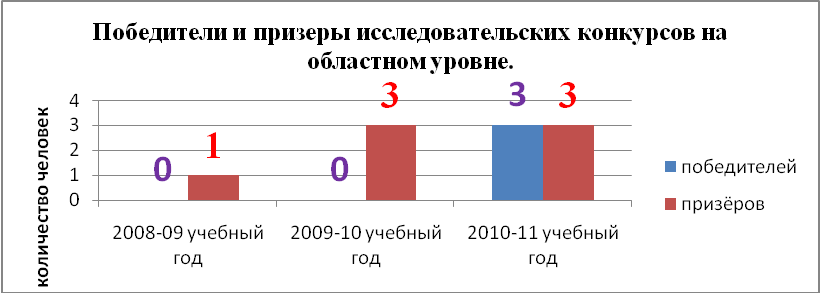 Победители и призеры исследовательских конкурсов на
областном уровне.
количество человек
4
3
2
1
0
0
1
0
3
3
3
2008-09 учебный
год
2009-10 учебный
год
2010-11 учебный
год
победителей
призёров